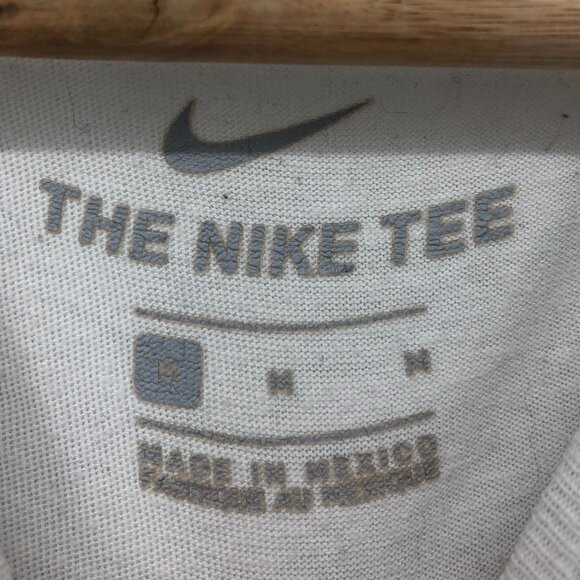 THE NIKE TEE
M M M
MADE IN MEXICO
FABRIQUÉ AU MEXIQUE